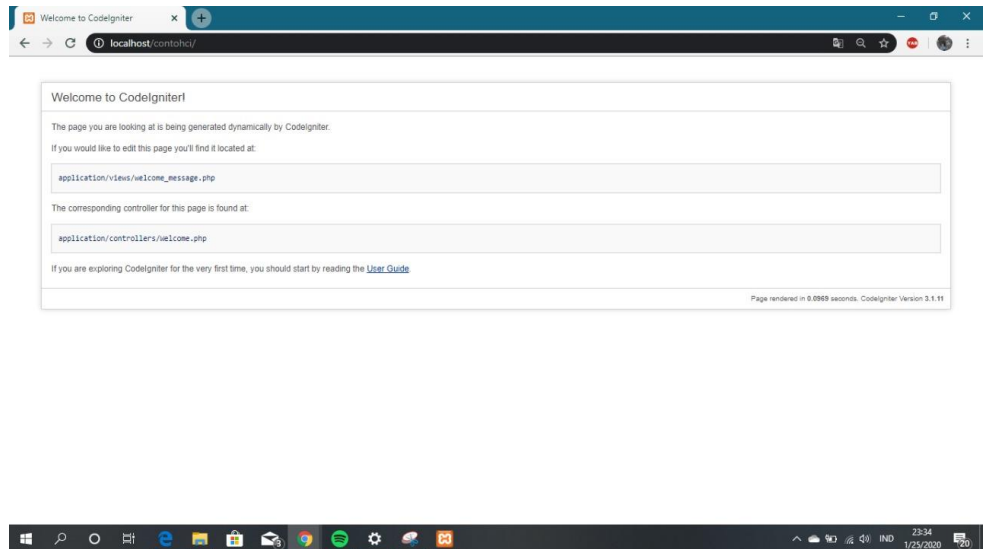 Welcome to CodeIgniter
localhost/contohci/
Welcome to CodeIgniter!
The page you are looking at is being generated dynamically by CodeIgniter.
If you would like to edit this page you'll find it located at:
application/views/welcome_message.php
The corresponding controller for this page is found at:
application/controllers/welcome.php
If you are exploring CodeIgniter for the very first time, you should start by reading the User Guide.
Page rendered in 0.0969 seconds. CodeIgniter Version 3.1.11
IND
23:34
1/25/2020
20